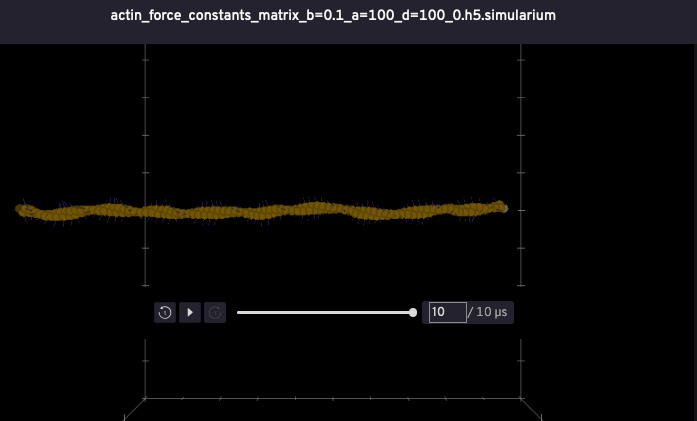 actin_force_constants_matrix_b=0.1_a=100_d=100_0.h5.simularium
10 / 10 µs